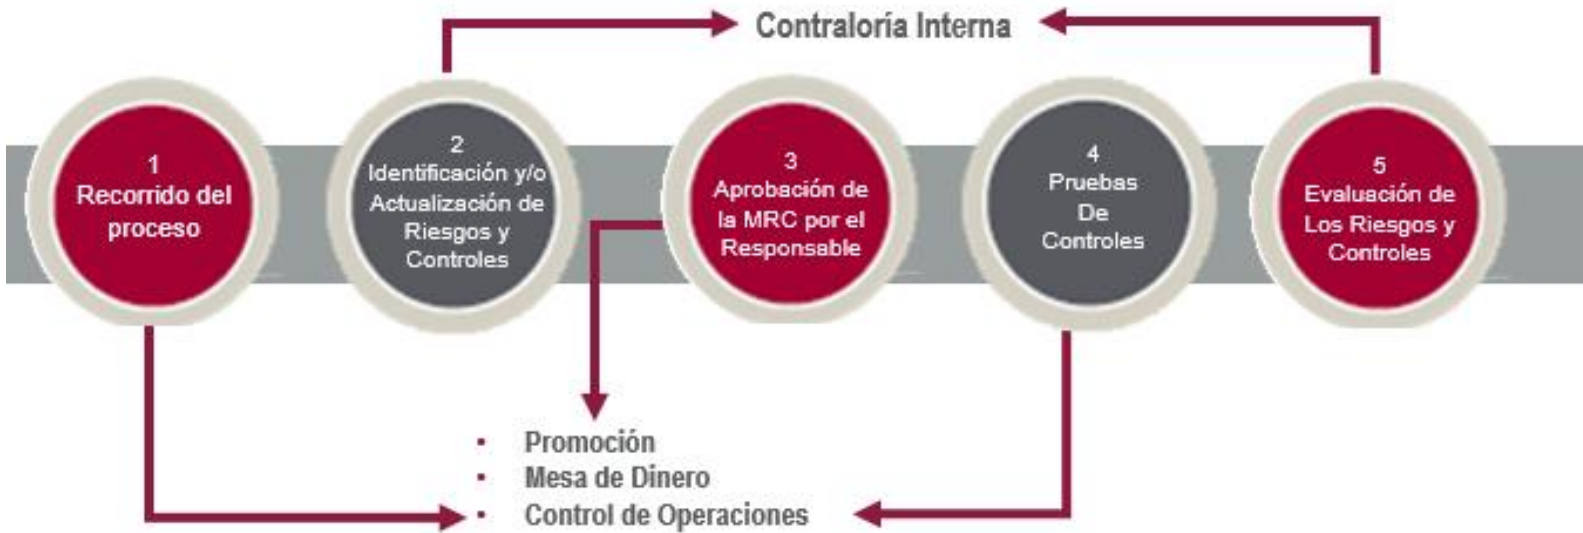 Contraloría Interna
1
Recorrido del
proceso
2
Identificación y/o
Actualización de
Riesgos y
Controles
3
Aprobación de
la MRC por el
Responsable
4
Pruebas
De
Controles
5
Evaluación de
Los Riesgos y
Controles
• Promoción
• Mesa de Dinero
• Control de Operaciones